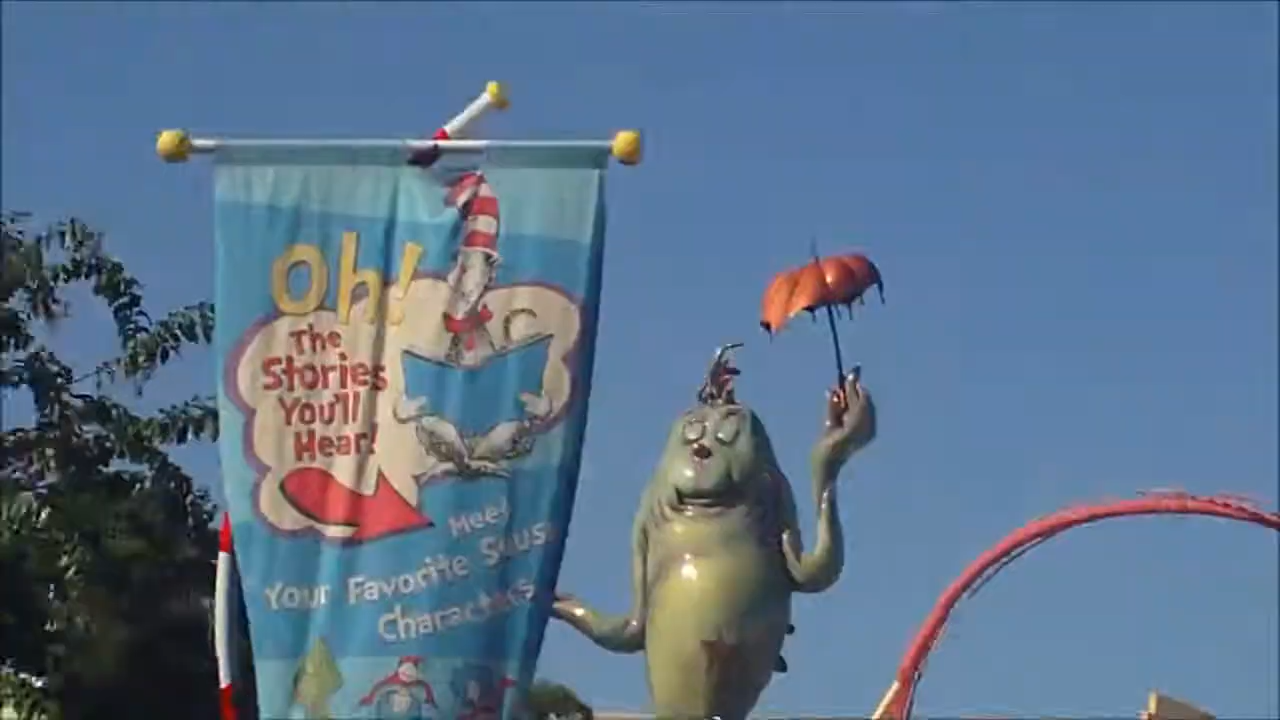 Oh!
The
Stories
You'll
Hear!
Meet
Your Favorite Seuss
Characters